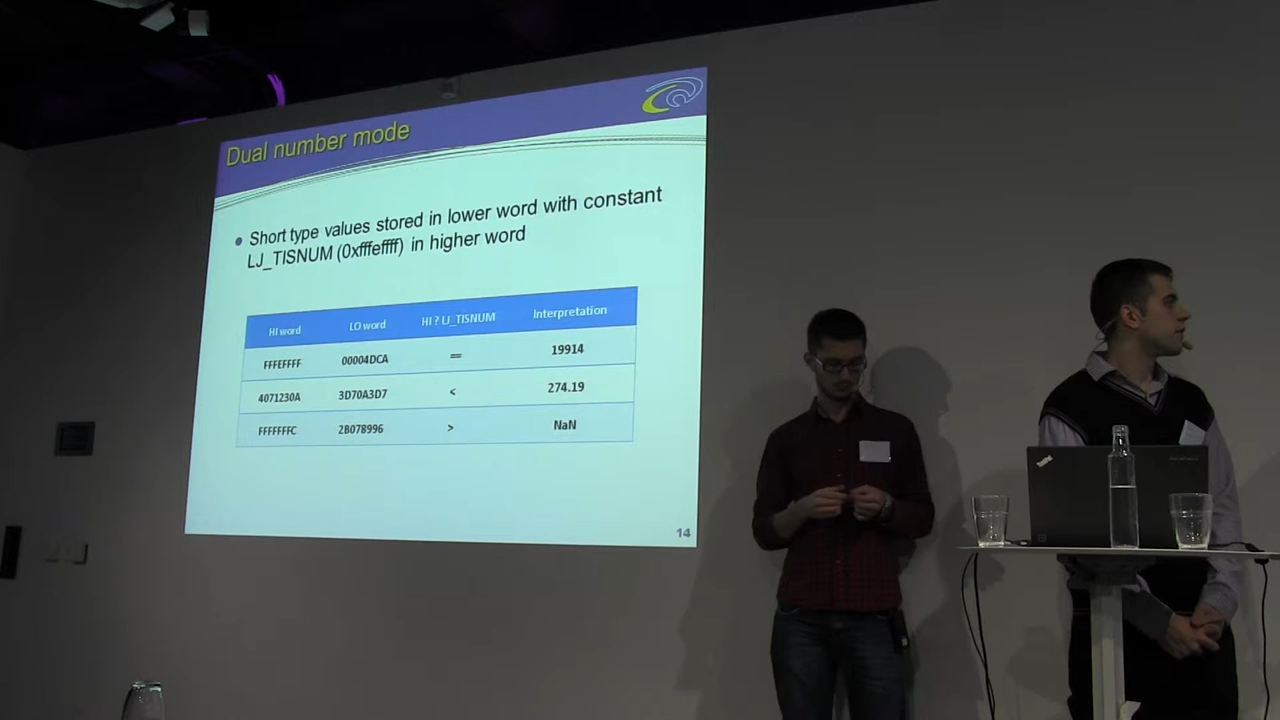 Dual number mode
Short type values stored in lower word with constant
LJ_TISNUM (0xfffeffff) in higher word
HI word LO word HI ? LJ_TISNUM Interpretation
FFFEFFFF 00004DCA == 19914
4071230A 3D70A3D7 < 274.19
FFFFFFFC 2B078996 > NaN
14